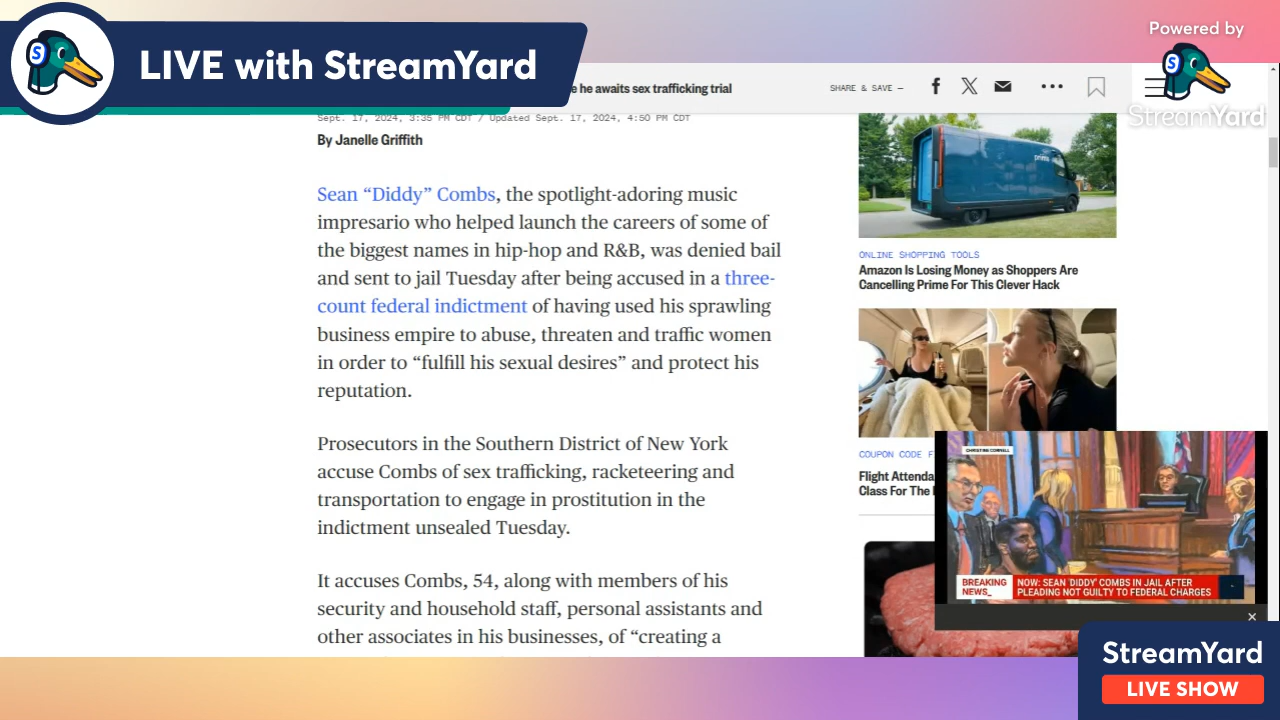 LIVE with StreamYard
Powered by
StreamYard
he awaits sex trafficking trial
SHARE & SAVE —
Sept. 17, 2024, 3:35 PM CDT / Updated Sept. 17, 2024, 4:50 PM CDT
By Janelle Griffith
Sean “Diddy” Combs, the spotlight-adoring music
impresario who helped launch the careers of some of
the biggest names in hip-hop and R&B, was denied bail
and sent to jail Tuesday after being accused in a three-
count federal indictment of having used his sprawling
business empire to abuse, threaten and traffic women
in order to “fulfill his sexual desires” and protect his
reputation.
Prosecutors in the Southern District of New York
accuse Combs of sex trafficking, racketeering and
transportation to engage in prostitution in the
indictment unsealed Tuesday.
It accuses Combs, 54, along with members of his
security and household staff, personal assistants and
other associates in his businesses, of “creating a
prime
ONLINE SHOPPING TOOLS
Amazon Is Losing Money as Shoppers Are
Cancelling Prime For This Clever Hack
COUPON CODE F
Flight Attenda
Class For The
CHRISTINE CORNELL
BREAKING
NEWS_
NOW: SEAN 'DIDDY' COMBS IN JAIL AFTER
PLEADING NOT GUILTY TO FEDERAL CHARGES
StreamYard
LIVE SHOW